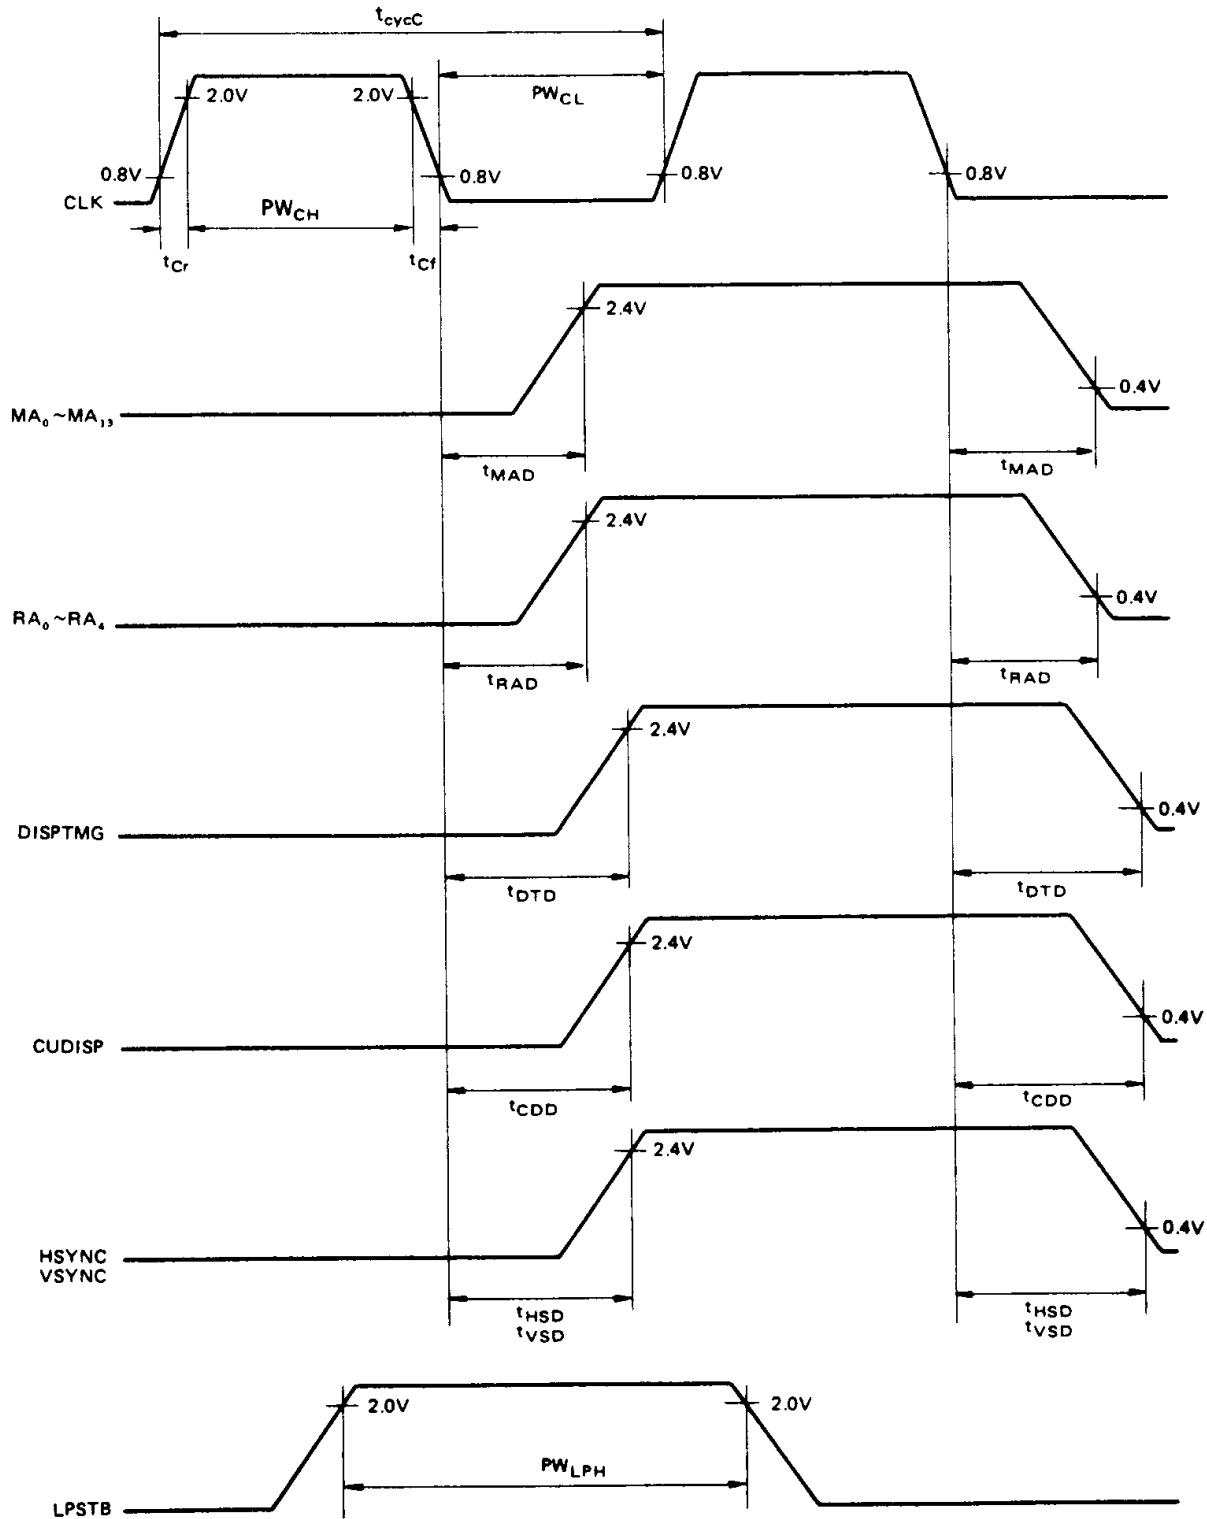 tcycC
2.0V 2.0V PWCL
0.8V 0.8V 0.8V 0.8V
CLK PWCH
tCr tCf
2.4V
0.4V
MA₀~MA₁₃
tMAD tMAD
2.4V
0.4V
RA₀~RA₄
tRAD tRAD
2.4V
0.4V
DISPTMG
tDTD tDTD
2.4V
0.4V
CUDISP
tCDD tCDD
2.4V
0.4V
HSYNC
VSYNC
tHSD tHSD
tVSD tVSD
2.0V 2.0V
PWLPH
LPSTB